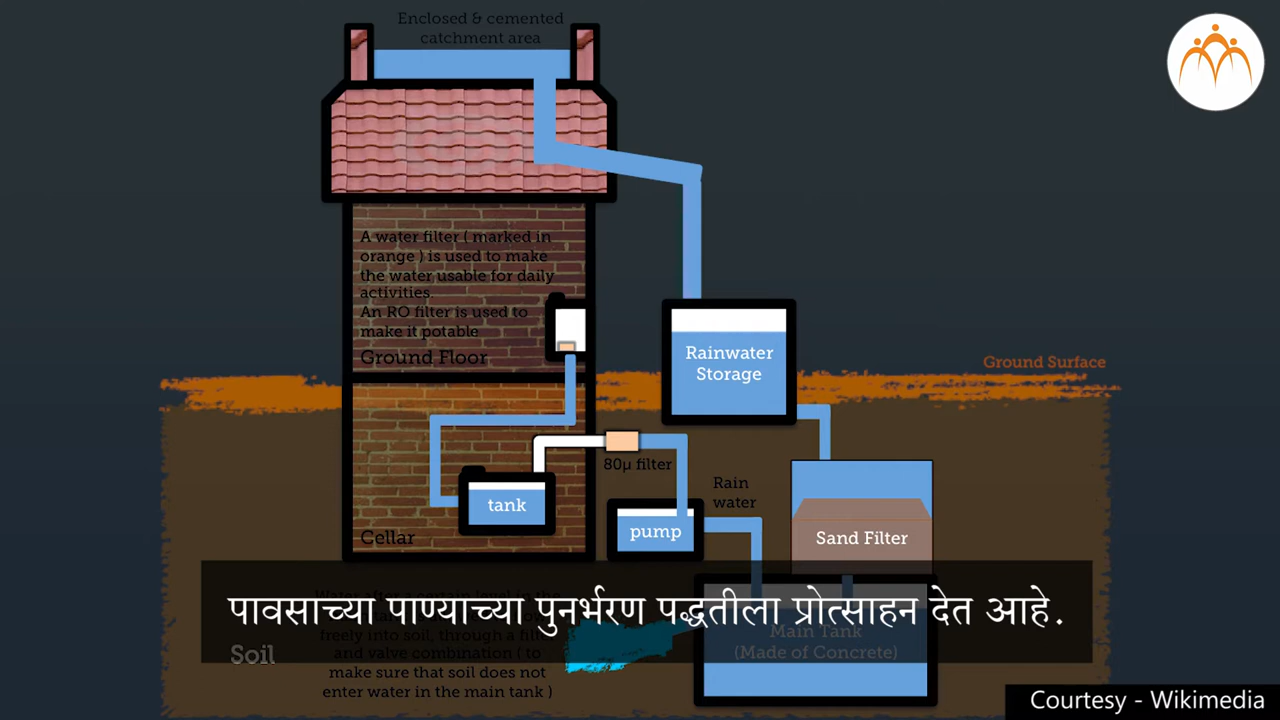 Enclosed & cemented
catchment area
A water filter ( marked in
orange ) is used to make
the water usable for daily
activities.
An RO filter is used to
make it potable
Ground Floor
Rainwater
Storage
Ground Surface
80µ filter
Rain
water
tank
pump
Sand Filter
Cellar
पावसाच्या पाण्याच्या पुनर्भरण पद्धतीला प्रोत्साहन देत आहे.
Main Tank
(Made of Concrete)
Soil
freely into soil, through a
and valve combination ( to
make sure that soil does not
enter water in the main tank )
Courtesy - Wikimedia